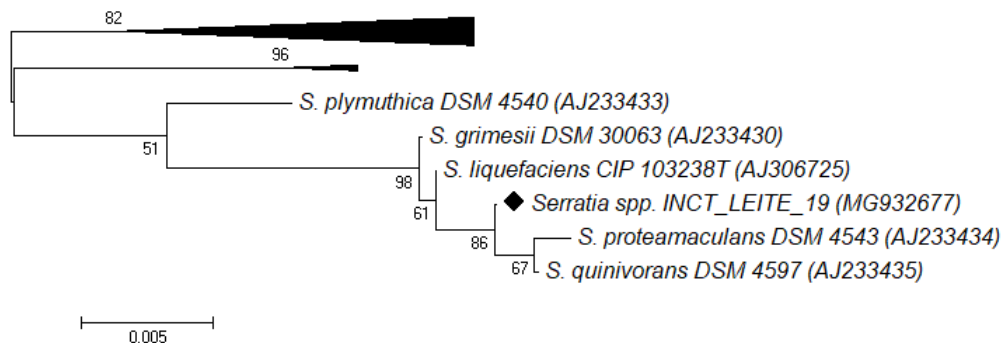 82
96
S. plymuthica DSM 4540 (AJ233433)
51
S. grimesii DSM 30063 (AJ233430)
98
S. liquefaciens CIP 103238T (AJ306725)
61
Serratia spp. INCT_LEITE_19 (MG932677)
86
S. proteamaculans DSM 4543 (AJ233434)
67
S. quinivorans DSM 4597 (AJ233435)
0.005